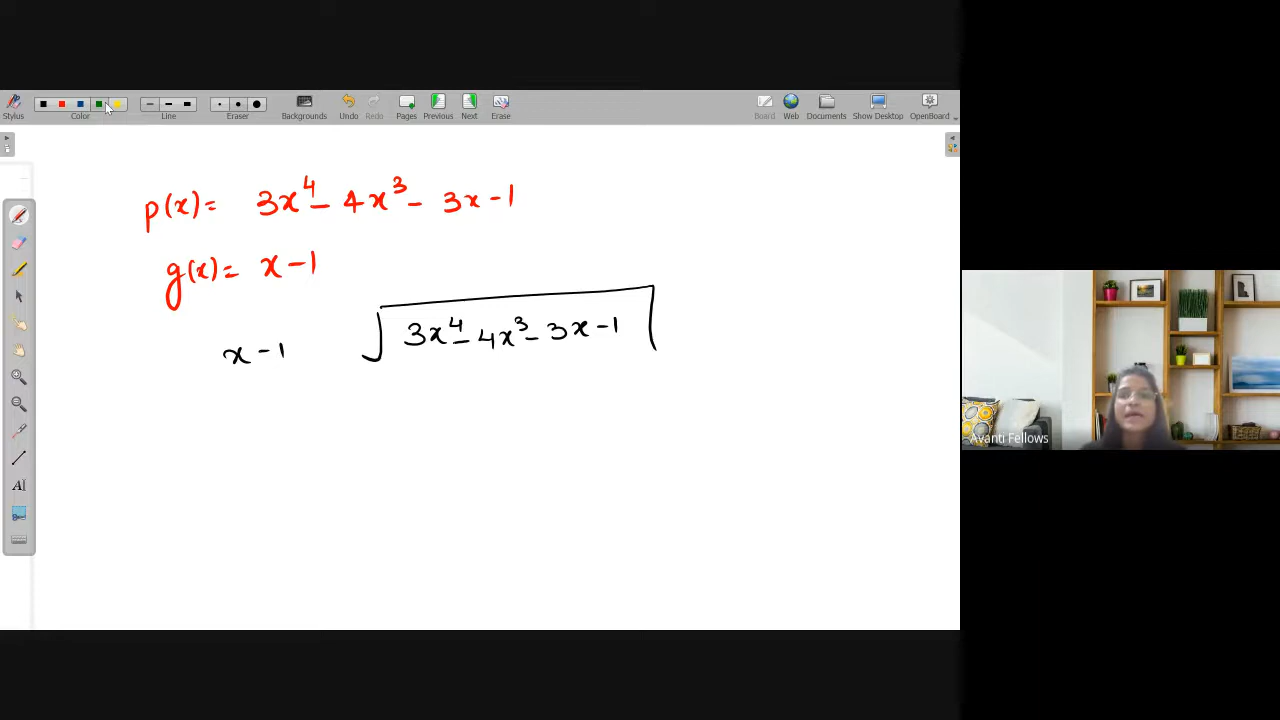 Stylus Color Line Eraser Backgrounds Undo Redo Pages Previous Next Erase Board Web Documents Show Desktop OpenBoard
p(x) = 3x⁴ - 4x³ - 3x - 1
g(x) = x - 1
x - 1 √ 3x⁴ - 4x³ - 3x - 1
Avanti Fellows